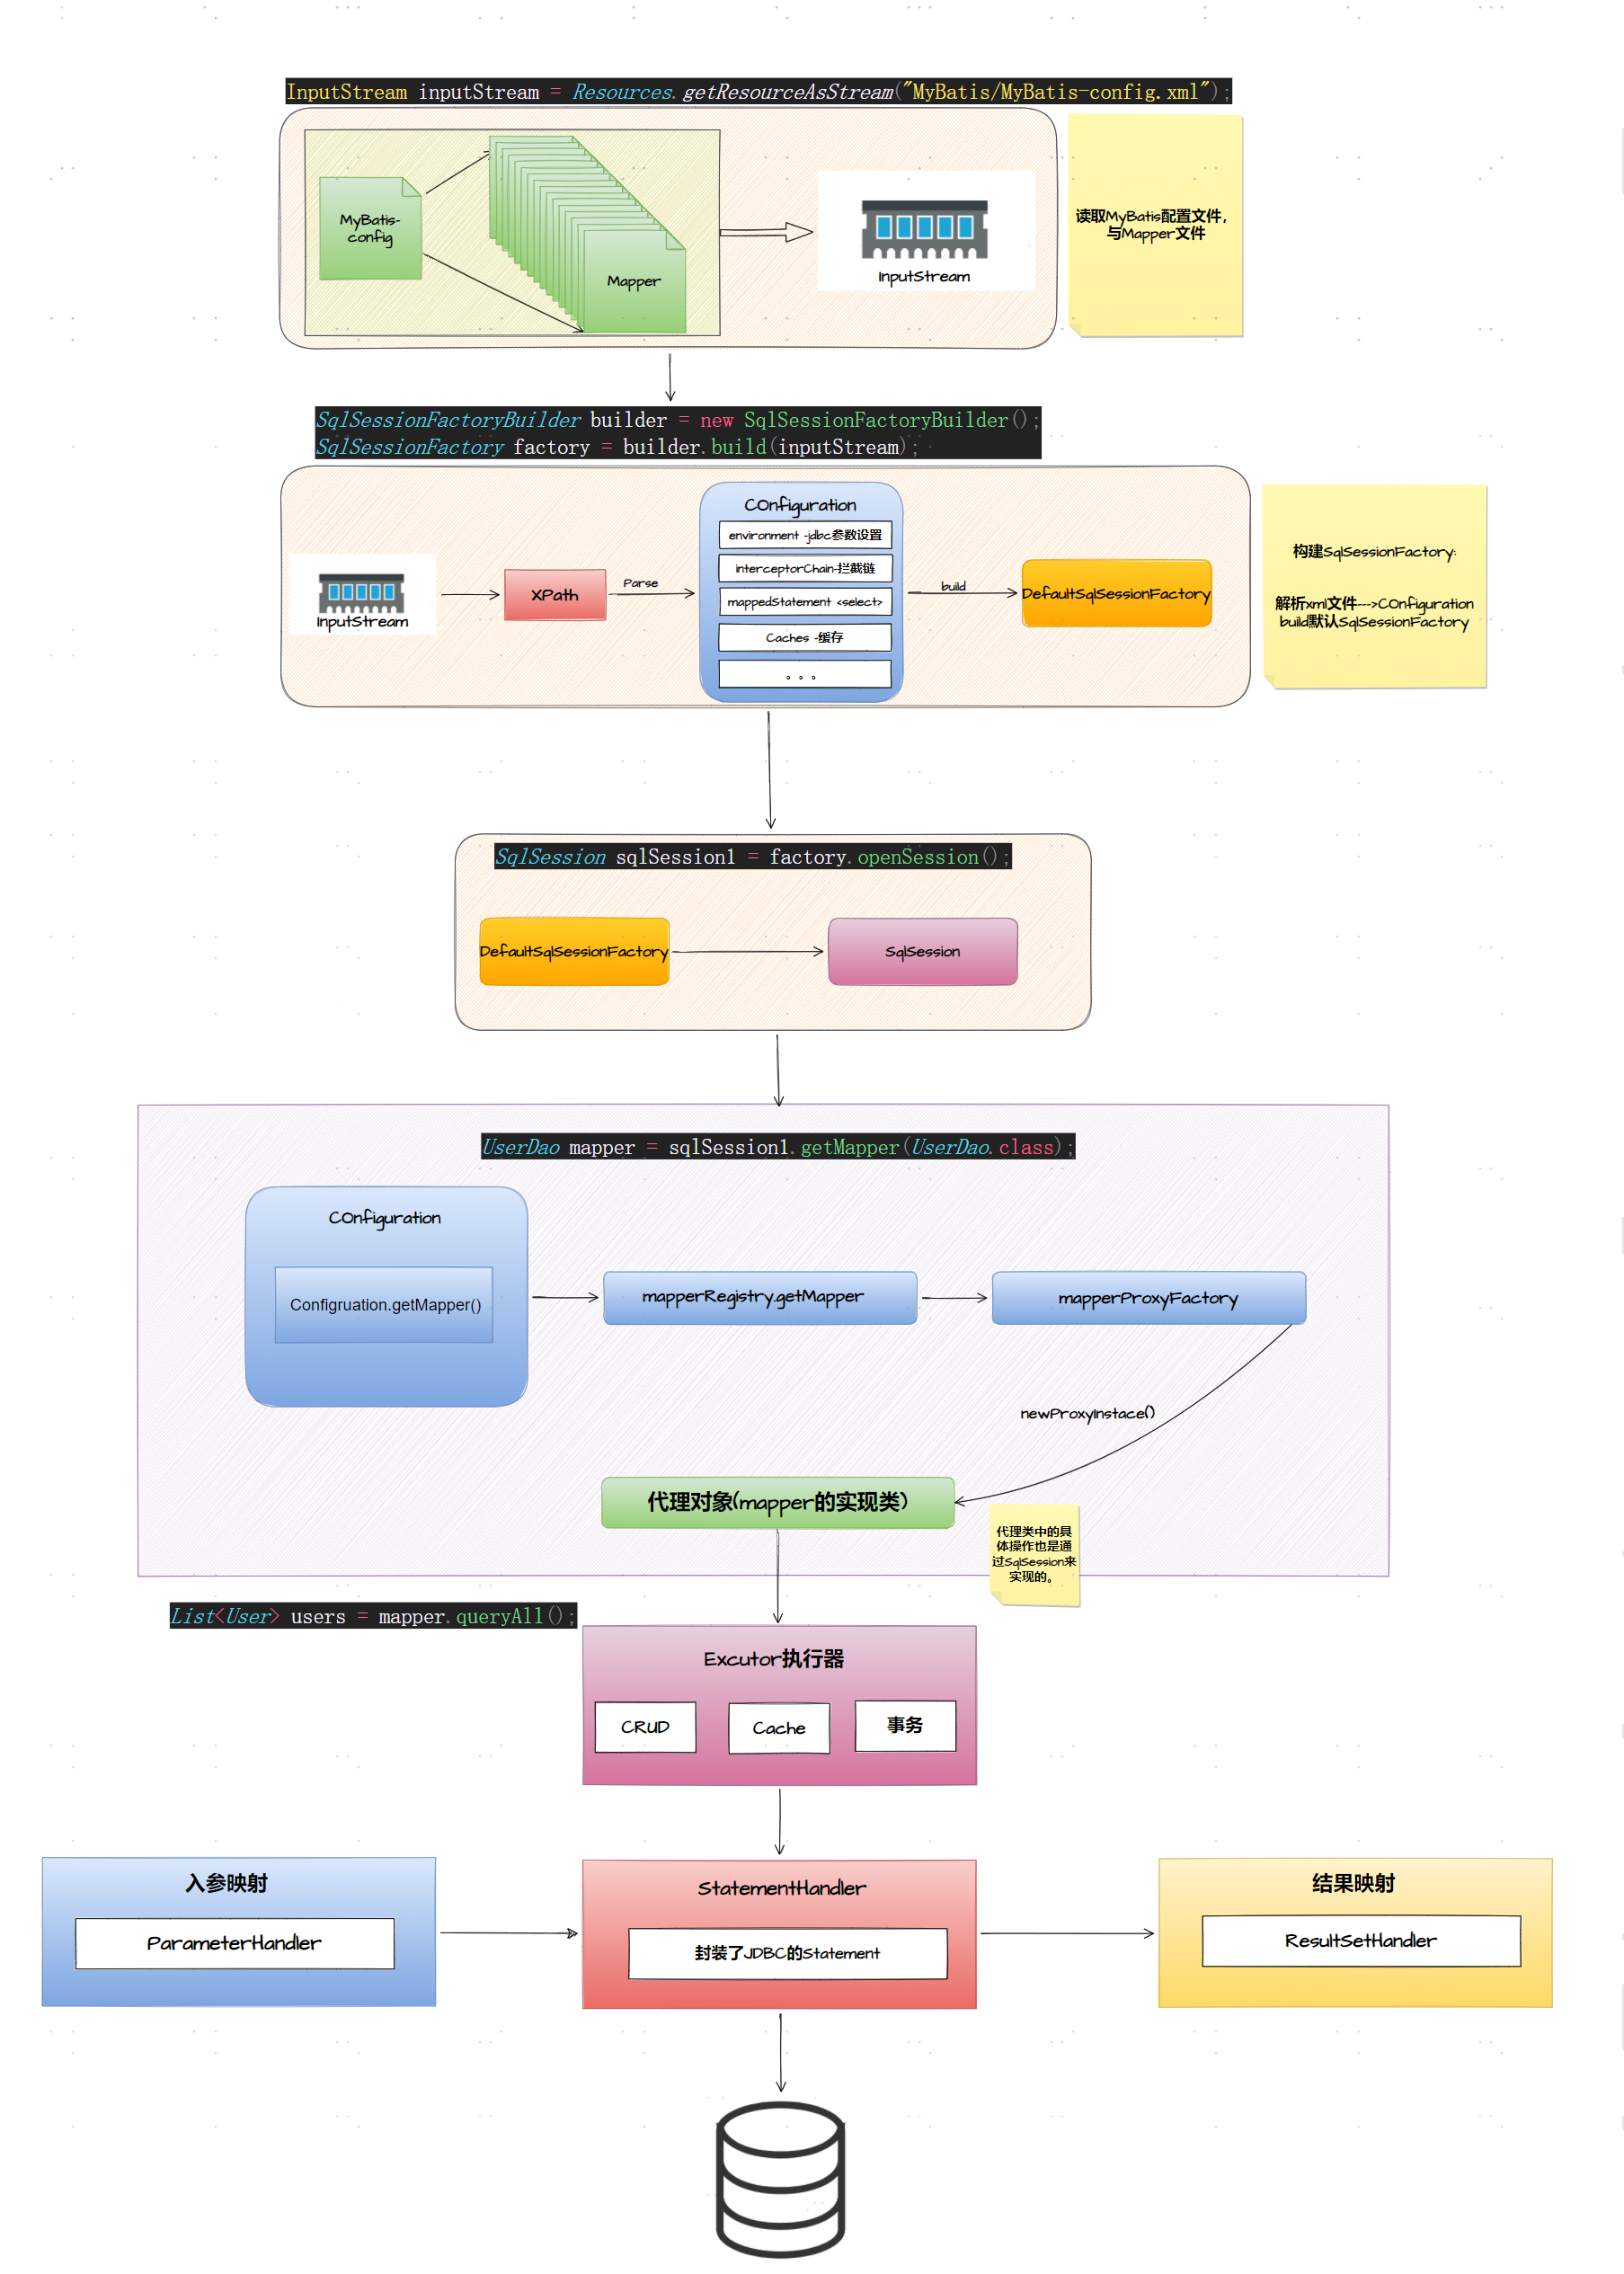 InputStream inputStream = Resources.getResourceAsStream("MyBatis/MyBatis-config.xml");
MyBatis-
config
Mapper
InputStream
读取MyBatis配置文件,
与Mapper文件
SqlSessionFactoryBuilder builder = new SqlSessionFactoryBuilder();
SqlSessionFactory factory = builder.build(inputStream);
InputStream
XPath
Parse
COnfiguration
environment -jdbc参数设置
interceptorChain-拦截链
mappedStatement <select>
Caches -缓存
。。。
build
DefaultSqlSessionFactory
构建SqlSessionFactory:
解析xml文件--->COnfiguration
build默认SqlSessionFactory
SqlSession sqlSession1 = factory.openSession();
DefaultSqlSessionFactory
SqlSession
UserDao mapper = sqlSession1.getMapper(UserDao.class);
COnfiguration
Configruation.getMapper()
mapperRegistry.getMapper
mapperProxyFactory
newProxyInstace()
代理对象(mapper的实现类)
代理类中的具
体操作也是通
过SqlSession来
实现的。
List<User> users = mapper.queryAll();
Excutor执行器
CRUD
Cache
事务
入参映射
ParameterHandler
StatementHandler
封装了JDBC的Statement
结果映射
ResultSetHandler